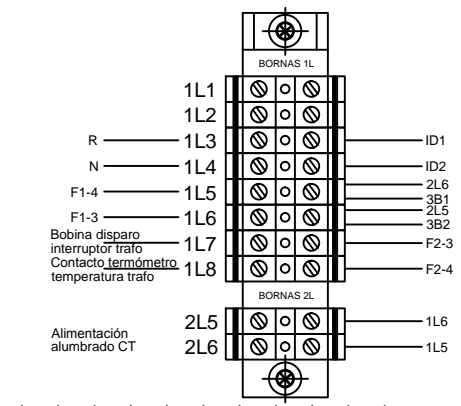 BORNAS 1L
1L1
1L2
R 1L3 ID1
N 1L4 ID2
F1-4 1L5 2L6
3B1
F1-3 1L6 2L5
3B2
Bobina disparo
interruptor trafo 1L7 F2-3
Contacto termómetro
temperatura trafo 1L8 F2-4
BORNAS 2L
Alimentación
alumbrado CT
2L5 1L6
2L6 1L5